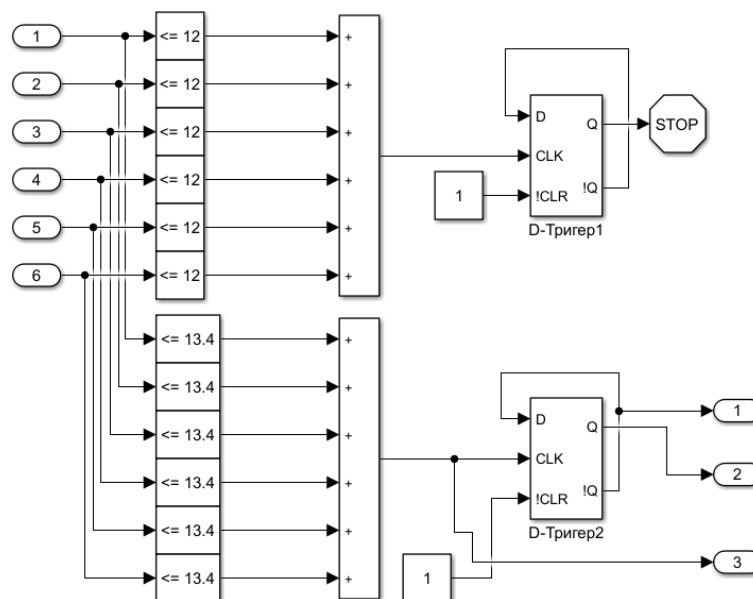 1
<= 12
+
2
<= 12
+
3
<= 12
+
4
<= 12
+
5
<= 12
+
6
<= 12
+
D
Q
CLK
!CLR
!Q
D-Тригер1
1
STOP
<= 13.4
+
<= 13.4
+
<= 13.4
+
<= 13.4
+
<= 13.4
+
<= 13.4
+
D
Q
CLK
!CLR
!Q
D-Тригер2
1
1
2
3